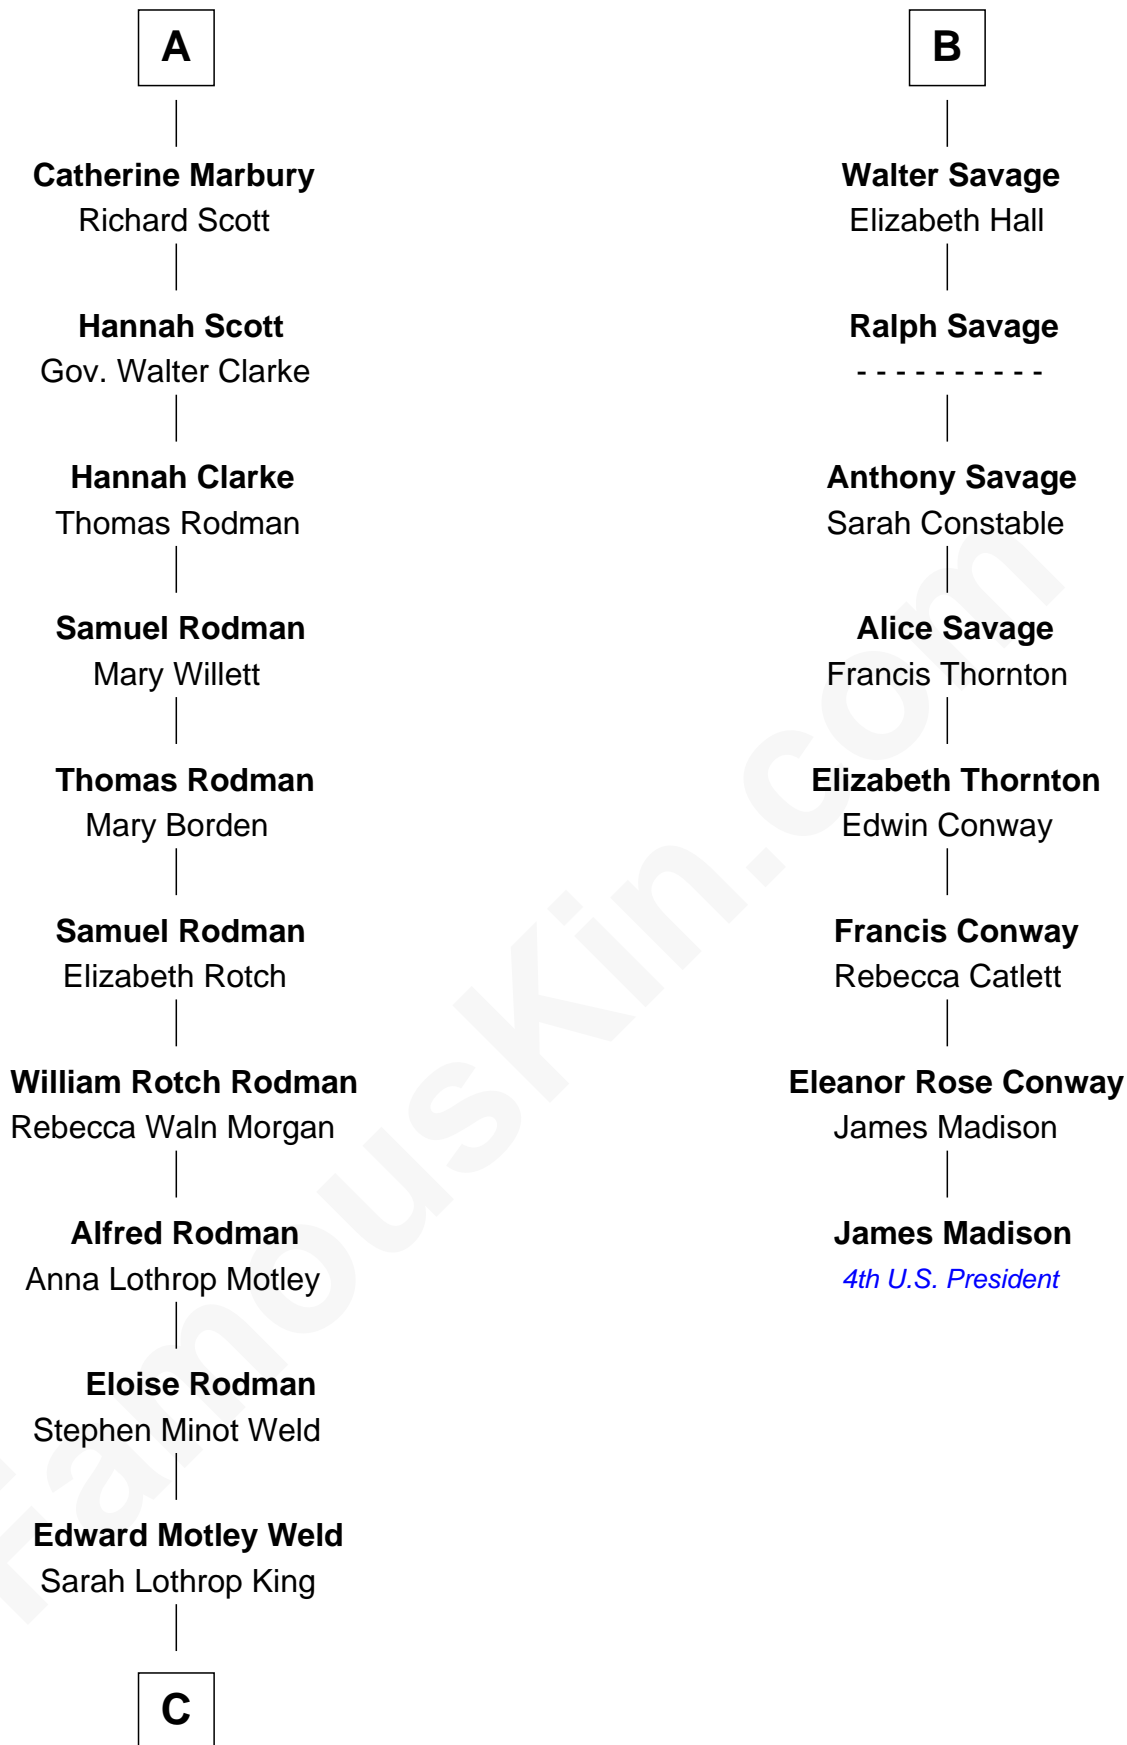 A
Catherine Marbury
Richard Scott
Hannah Scott
Gov. Walter Clarke
Hannah Clarke
Thomas Rodman
Samuel Rodman
Mary Willett
Thomas Rodman
Mary Borden
Samuel Rodman
Elizabeth Rotch
William Rotch Rodman
Rebecca Waln Morgan
Alfred Rodman
Anna Lothrop Motley
Eloise Rodman
Stephen Minot Weld
Edward Motley Weld
Sarah Lothrop King
C
B
Walter Savage
Elizabeth Hall
Ralph Savage
- - - - - - - - - -
Anthony Savage
Sarah Constable
Alice Savage
Francis Thornton
Elizabeth Thornton
Edwin Conway
Francis Conway
Rebecca Catlett
Eleanor Rose Conway
James Madison
James Madison
4th U.S. President
FamousKin.com